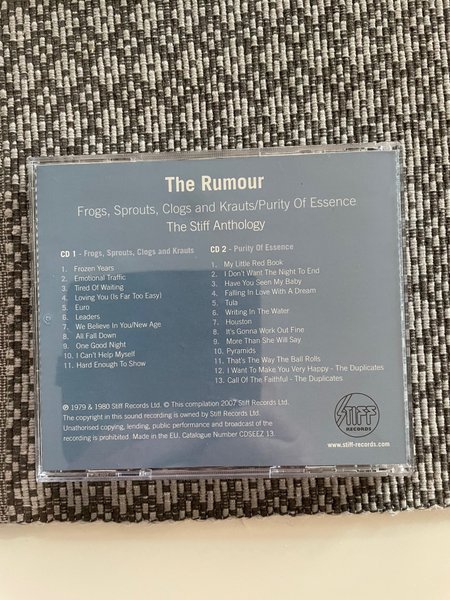 The Rumour
Frogs, Sprouts, Clogs and Krauts/Purity Of Essence
The Stiff Anthology
CD 1 - Frogs, Sprouts, Clogs and Krauts
1. Frozen Years
2. Emotional Traffic
3. Tired Of Waiting
4. Loving You (Is Far Too Easy)
5. Euro
6. Leaders
7. We Believe In You/New Age
8. All Fall Down
9. One Good Night
10. I Can't Help Myself
11. Hard Enough To Show
CD 2 - Purity Of Essence
1. My Little Red Book
2. I Don't Want The Night To End
3. Have You Seen My Baby
4. Falling In Love With A Dream
5. Tula
6. Writing In The Water
7. Houston
8. It's Gonna Work Out Fine
9. More Than She Will Say
10. Pyramids
11. That's The Way The Ball Rolls
12. I Want To Make You Very Happy - The Duplicates
13. Call Of The Faithful - The Duplicates
℗ 1979 & 1980 Stiff Records Ltd. © This compilation 2007 Stiff Records Ltd.
The copyright in this sound recording is owned by Stiff Records Ltd.
Unathorised copying, lending, public performance and broadcast of the
recording is prohibited. Made in the EU. Catalogue Number CDSEEZ 13.
STIFF
RECORDS
www.stiff-records.com